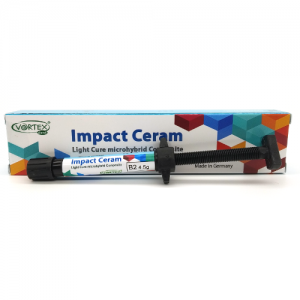 VORTEX
Impact Ceram
Light Cure microhybrid Composite
Made in Germany
Impact Ceram
Light Cure microhybrid Composite
B2 4.5g